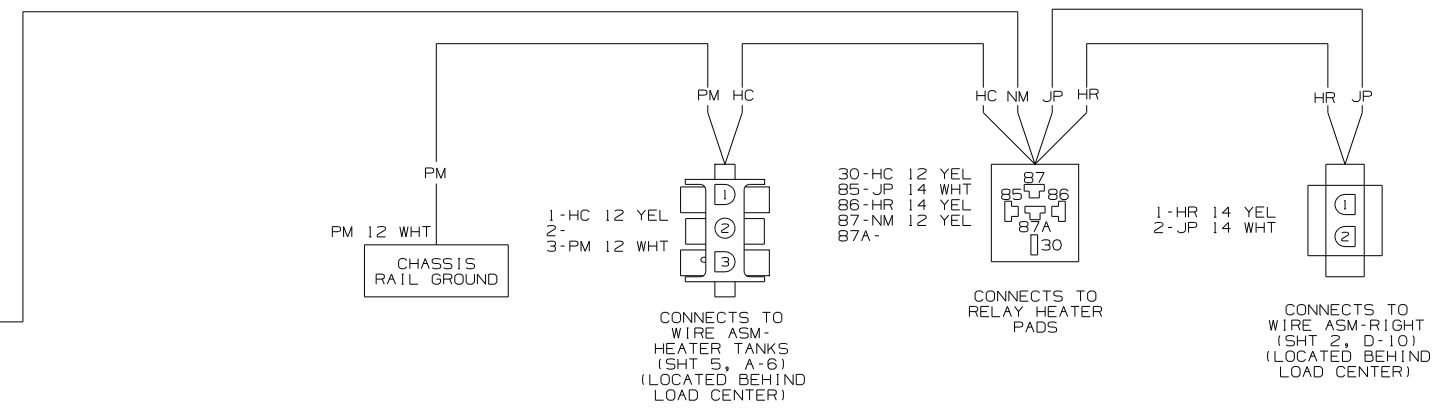 PM HC
HC NM JP HR
HR JP
PM
PM 12 WHT
CHASSIS
RAIL GROUND
1-HC 12 YEL
2-
3-PM 12 WHT
1
2
3
CONNECTS TO
WIRE ASM-
HEATER TANKS
(SHT 5, A-6)
(LOCATED BEHIND
LOAD CENTER)
30-HC 12 YEL
85-JP 14 WHT
86-HR 14 YEL
87-NM 12 YEL
87A-
87
85 86
87A
30
CONNECTS TO
RELAY HEATER
PADS
1-HR 14 YEL
2-JP 14 WHT
1
2
CONNECTS TO
WIRE ASM-RIGHT
(SHT 2, D-10)
(LOCATED BEHIND
LOAD CENTER)